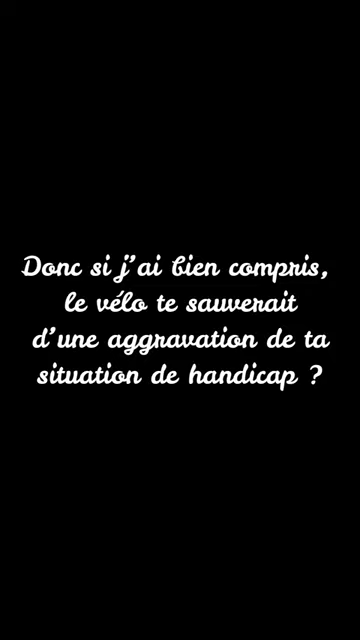 Donc si j'ai bien compris,
le vélo te sauverait
d'une aggravation de ta
situation de handicap ?